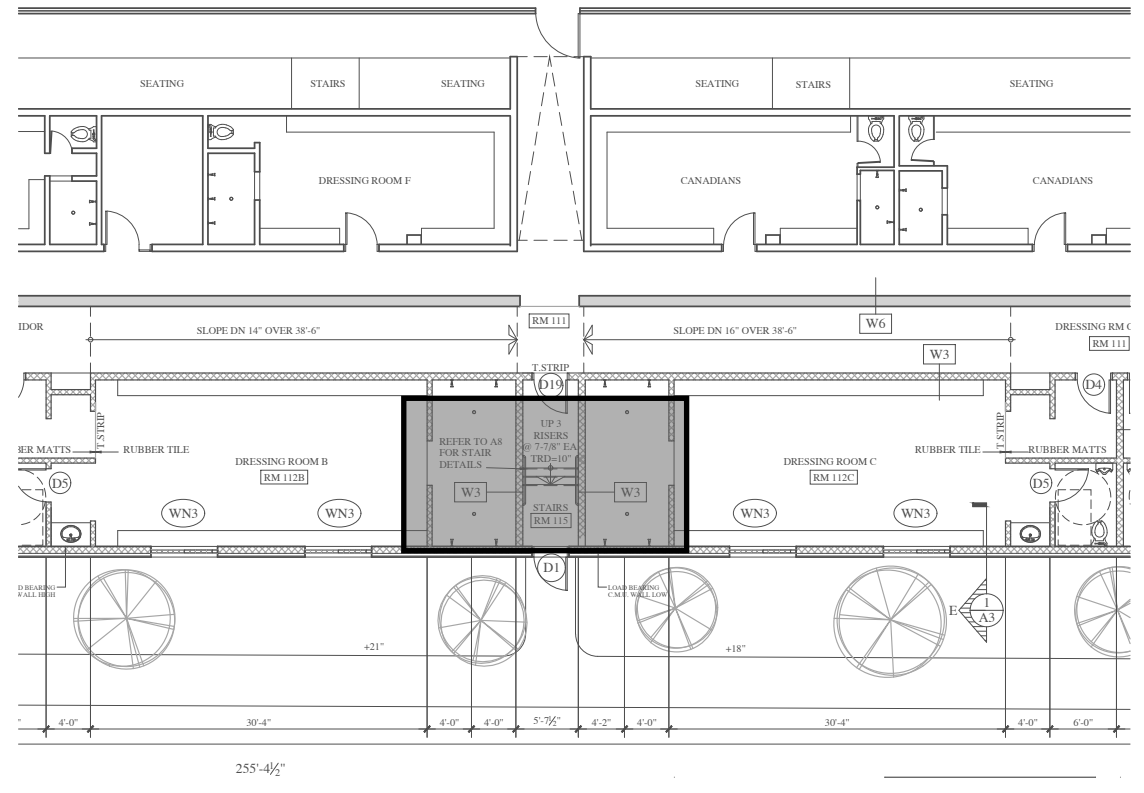 SEATING
STAIRS
SEATING
SEATING
STAIRS
SEATING
DRESSING ROOM F
CANADIANS
CANADIANS
IDOR
SLOPE DN 14" OVER 38'-6"
RM 111
SLOPE DN 16" OVER 38'-6"
W6
DRESSING RM C
RM 111
W3
T.STRIP
D19
D4
T.STRIP
BER MATTS
RUBBER TILE
DRESSING ROOM B
RM 112B
D5
WN3
WN3
REFER TO A8
FOR STAIR
DETAILS
UP 3
RISERS
@ 7-7/8" EA
TRD=10"
W3
W3
STAIRS
RM 115
DRESSING ROOM C
RM 112C
T.STRIP
RUBBER TILE
RUBBER MATTS
D5
WN3
WN3
D1
D BEARING
WALL HIGH
LOAD BEARING
C.M.U. WALL LOW
E
1
A3
+21"
+18"
"
4'-0"
30'-4"
4'-0"
4'-0"
5'-7½"
4'-2"
4'-0"
30'-4"
4'-0"
6'-0"
255'-4½"